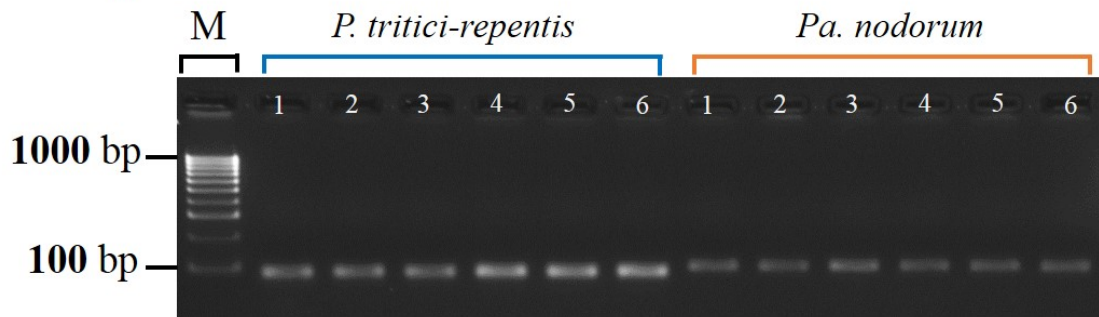 M P. tritici-repentis Pa. nodorum
1 2 3 4 5 6 1 2 3 4 5 6
1000 bp
100 bp